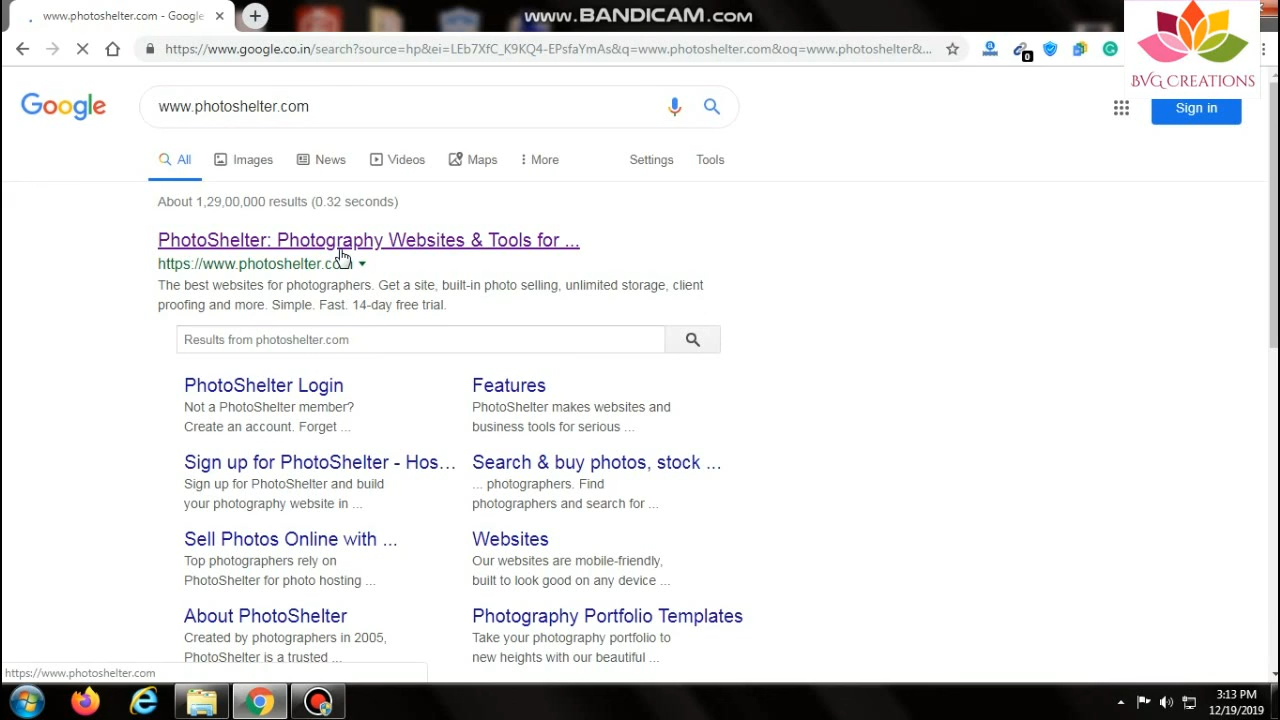 www.photoshelter.com - Google
www.BANDICAM.com
https://www.google.co.in/search?source=hp&ei=LEb7XfC_K9KQ4-EPsfaYmAs&q=www.photoshelter.com&oq=www.photoshelter&...
0
BVG CREATIONS
Google
www.photoshelter.com
Sign in
All
Images
News
Videos
Maps
More
Settings
Tools
About 1,29,00,000 results (0.32 seconds)
PhotoShelter: Photography Websites & Tools for ...
https://www.photoshelter.com
The best websites for photographers. Get a site, built-in photo selling, unlimited storage, client
proofing and more. Simple. Fast. 14-day free trial.
Results from photoshelter.com
PhotoShelter Login
Not a PhotoShelter member?
Create an account. Forget ...
Features
PhotoShelter makes websites and
business tools for serious ...
Sign up for PhotoShelter - Hos...
Sign up for PhotoShelter and build
your photography website in ...
Search & buy photos, stock ...
... photographers. Find
photographers and search for ...
Sell Photos Online with ...
Top photographers rely on
PhotoShelter for photo hosting ...
Websites
Our websites are mobile-friendly,
built to look good on any device ...
About PhotoShelter
Created by photographers in 2005,
PhotoShelter is a trusted ...
Photography Portfolio Templates
Take your photography portfolio to
new heights with our beautiful ...
https://www.photoshelter.com
3:13 PM
12/19/2019